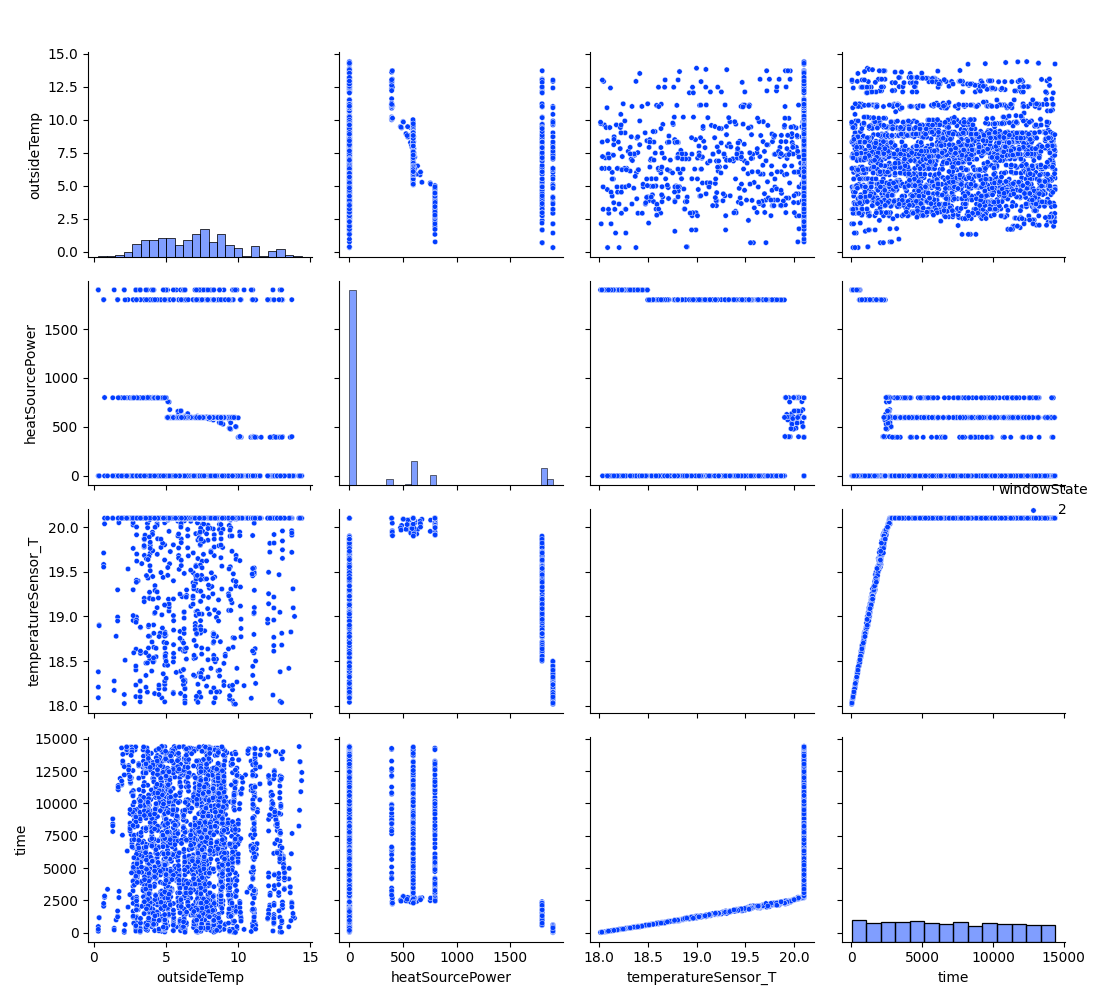 15.0
12.5
10.0
7.5
5.0
2.5
0.0
outsideTemp
1500
1000
500
0
heatSourcePower
windowState
2
20.0
19.5
19.0
18.5
18.0
temperatureSensor_T
15000
12500
10000
7500
5000
2500
0
time
0 5 10 15
0 500 1000 1500
18.0 18.5 19.0 19.5 20.0
0 5000 10000 15000
outsideTemp
heatSourcePower
temperatureSensor_T
time